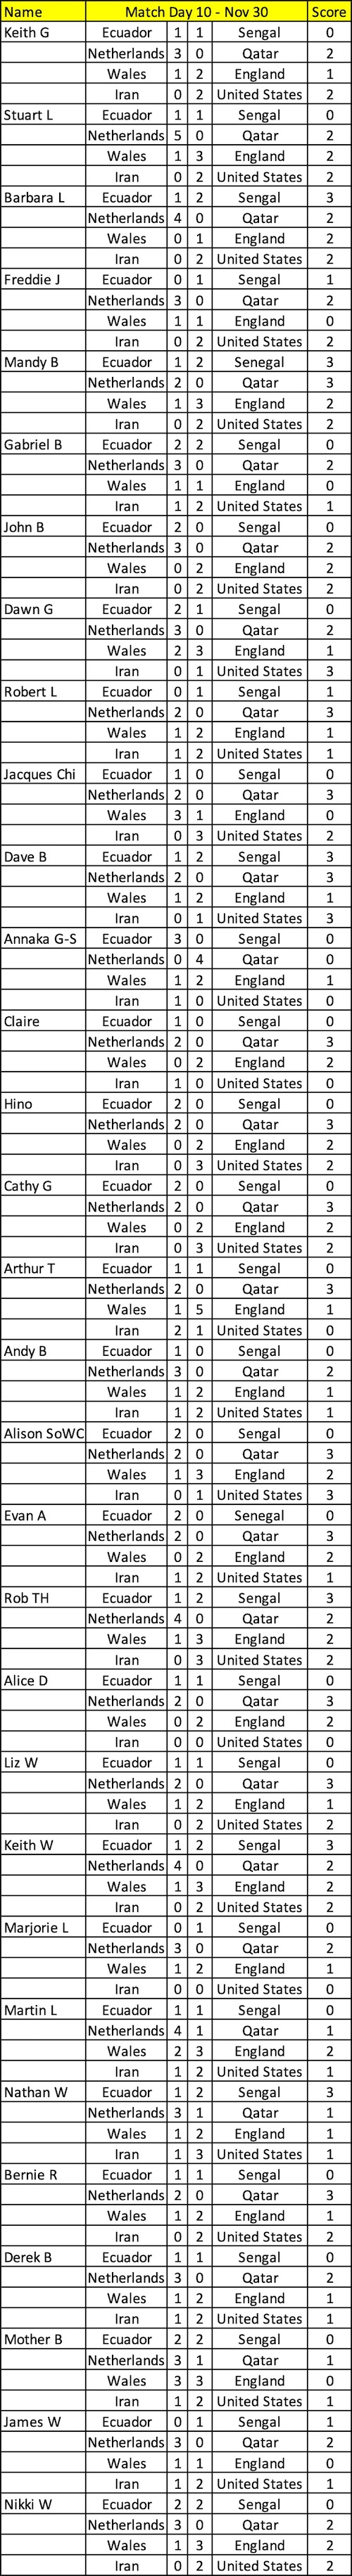 Name Match Day 10 - Nov 30 Score
Keith G Ecuador 1 1 Sengal 0
Netherlands 3 0 Qatar 2
Wales 1 2 England 1
Iran 0 2 United States 2
Stuart L Ecuador 1 1 Sengal 0
Netherlands 5 0 Qatar 2
Wales 1 3 England 2
Iran 0 2 United States 2
Barbara L Ecuador 1 2 Sengal 3
Netherlands 4 0 Qatar 2
Wales 0 1 England 2
Iran 0 2 United States 2
Freddie J Ecuador 0 1 Sengal 1
Netherlands 3 0 Qatar 2
Wales 1 1 England 0
Iran 0 2 United States 2
Mandy B Ecuador 1 2 Senegal 3
Netherlands 2 0 Qatar 3
Wales 1 3 England 2
Iran 0 2 United States 2
Gabriel B Ecuador 2 2 Sengal 0
Netherlands 3 0 Qatar 2
Wales 1 1 England 0
Iran 1 2 United States 1
John B Ecuador 2 0 Sengal 0
Netherlands 3 0 Qatar 2
Wales 0 2 England 2
Iran 0 2 United States 2
Dawn G Ecuador 2 1 Sengal 0
Netherlands 3 0 Qatar 2
Wales 2 3 England 1
Iran 0 1 United States 3
Robert L Ecuador 0 1 Sengal 1
Netherlands 2 0 Qatar 3
Wales 1 2 England 1
Iran 1 2 United States 1
Jacques Chi Ecuador 1 0 Sengal 0
Netherlands 2 0 Qatar 3
Wales 3 1 England 0
Iran 0 3 United States 2
Dave B Ecuador 1 2 Sengal 3
Netherlands 2 0 Qatar 3
Wales 1 2 England 1
Iran 0 1 United States 3
Annaka G-S Ecuador 3 0 Sengal 0
Netherlands 0 4 Qatar 0
Wales 1 2 England 1
Iran 1 0 United States 0
Claire Ecuador 1 0 Sengal 0
Netherlands 2 0 Qatar 3
Wales 0 2 England 2
Iran 1 0 United States 0
Hino Ecuador 2 0 Sengal 0
Netherlands 2 0 Qatar 3
Wales 0 2 England 2
Iran 0 3 United States 2
Cathy G Ecuador 2 0 Sengal 0
Netherlands 2 0 Qatar 3
Wales 0 2 England 2
Iran 0 3 United States 2
Arthur T Ecuador 1 1 Sengal 0
Netherlands 2 0 Qatar 3
Wales 1 5 England 1
Iran 2 1 United States 0
Andy B Ecuador 1 0 Sengal 0
Netherlands 3 0 Qatar 2
Wales 1 2 England 1
Iran 1 2 United States 1
Alison SoWC Ecuador 2 0 Sengal 0
Netherlands 2 0 Qatar 3
Wales 1 3 England 2
Iran 0 1 United States 3
Evan A Ecuador 2 0 Senegal 0
Netherlands 2 0 Qatar 3
Wales 0 2 England 2
Iran 1 2 United States 1
Rob TH Ecuador 1 2 Sengal 3
Netherlands 4 0 Qatar 2
Wales 1 3 England 2
Iran 0 3 United States 2
Alice D Ecuador 1 1 Sengal 0
Netherlands 2 0 Qatar 3
Wales 0 2 England 2
Iran 0 0 United States 0
Liz W Ecuador 1 1 Sengal 0
Netherlands 2 0 Qatar 3
Wales 1 2 England 1
Iran 0 2 United States 2
Keith W Ecuador 1 2 Sengal 3
Netherlands 4 0 Qatar 2
Wales 1 3 England 2
Iran 0 2 United States 2
Marjorie L Ecuador 0 1 Sengal 0
Netherlands 3 0 Qatar 2
Wales 1 2 England 1
Iran 0 0 United States 0
Martin L Ecuador 1 1 Sengal 0
Netherlands 4 1 Qatar 1
Wales 2 3 England 2
Iran 1 2 United States 1
Nathan W Ecuador 1 2 Sengal 3
Netherlands 3 1 Qatar 1
Wales 1 2 England 1
Iran 1 3 United States 1
Bernie R Ecuador 1 1 Sengal 0
Netherlands 2 0 Qatar 3
Wales 1 2 England 1
Iran 0 2 United States 2
Derek B Ecuador 1 1 Sengal 0
Netherlands 3 0 Qatar 2
Wales 1 2 England 1
Iran 1 2 United States 1
Mother B Ecuador 2 2 Sengal 0
Netherlands 3 1 Qatar 1
Wales 3 3 England 0
Iran 1 2 United States 1
James W Ecuador 0 1 Sengal 1
Netherlands 3 0 Qatar 2
Wales 1 1 England 0
Iran 1 2 United States 1
Nikki W Ecuador 2 2 Sengal 0
Netherlands 3 0 Qatar 2
Wales 1 3 England 2
Iran 0 2 United States 2